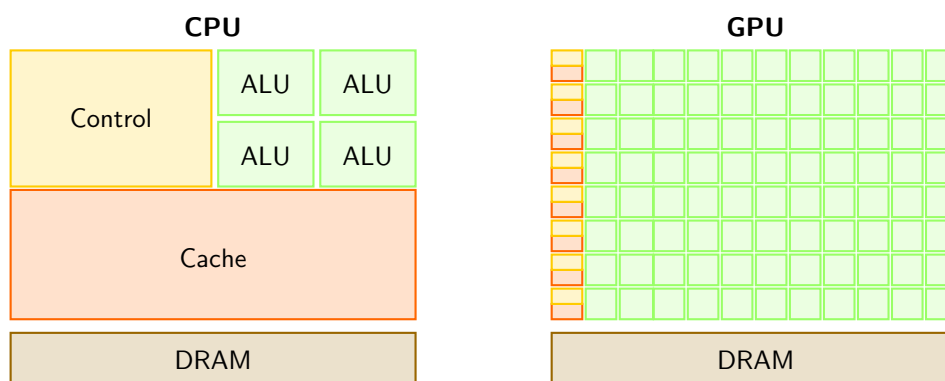 CPU
GPU
Control
ALU
ALU
ALU
ALU
Cache
DRAM
DRAM